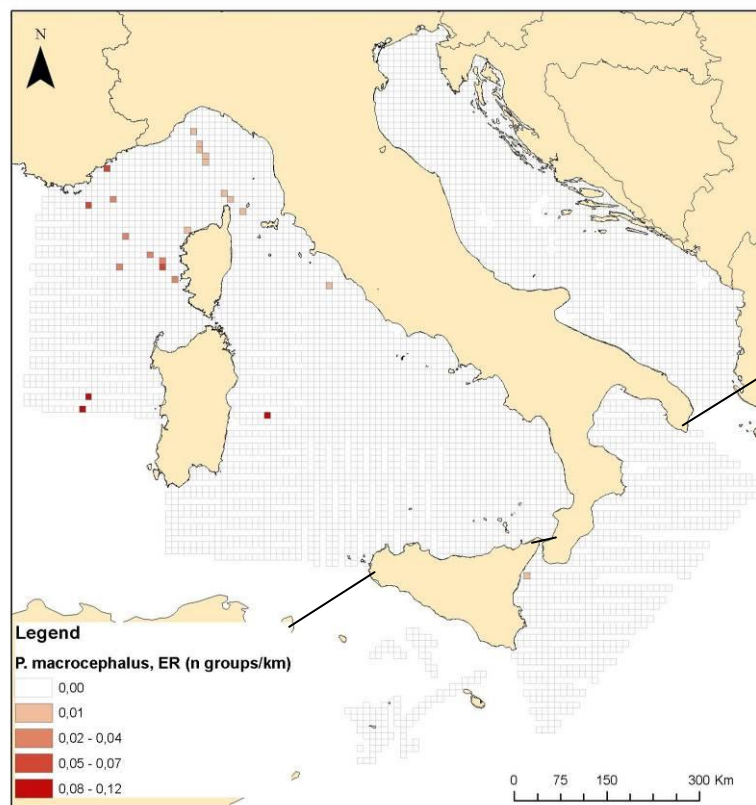 N
Legend
P. macrocephalus, ER (n groups/km)
0,00
0,01
0,02 - 0,04
0,05 - 0,07
0,08 - 0,12
0 75 150 300 Km